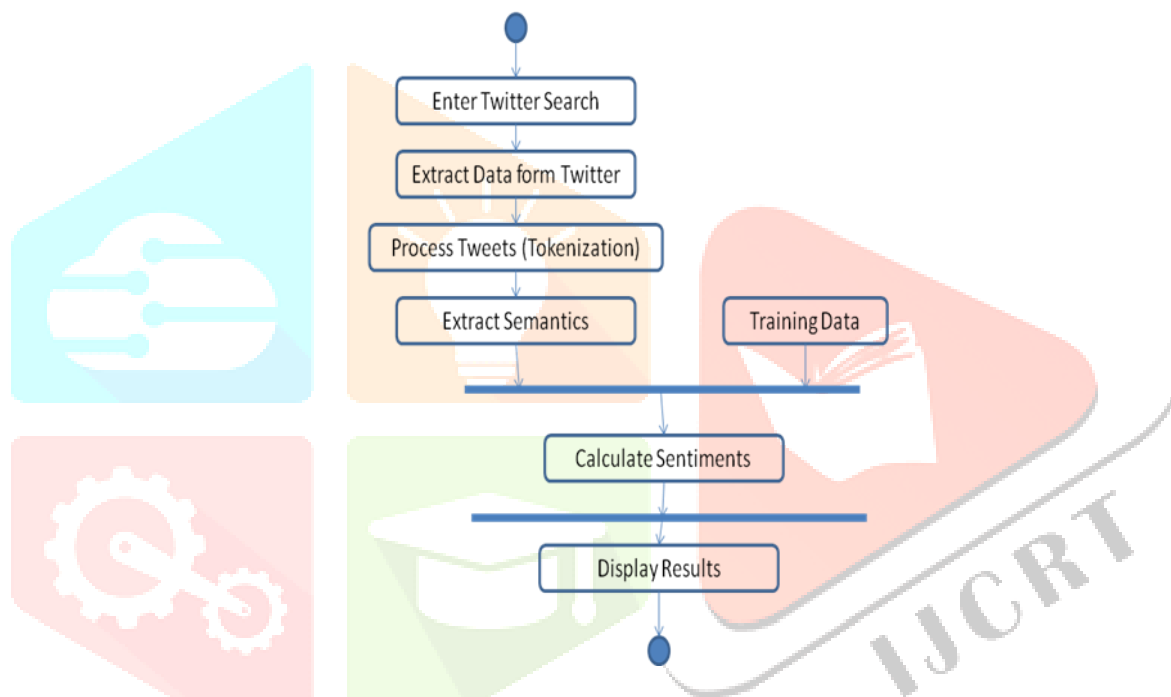 Enter Twitter Search
Extract Data form Twitter
Process Tweets (Tokenization)
Extract Semantics
Training Data
Calculate Sentiments
Display Results
IJCRT